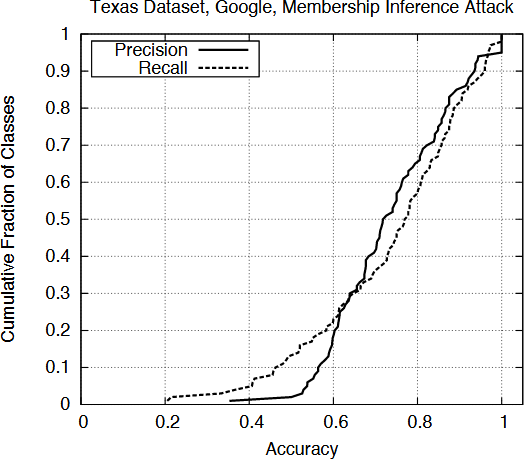 Texas Dataset, Google, Membership Inference Attack
Precision
Recall
Cumulative Fraction of Classes
1
0.9
0.8
0.7
0.6
0.5
0.4
0.3
0.2
0.1
0
0 0.2 0.4 0.6 0.8 1
Accuracy